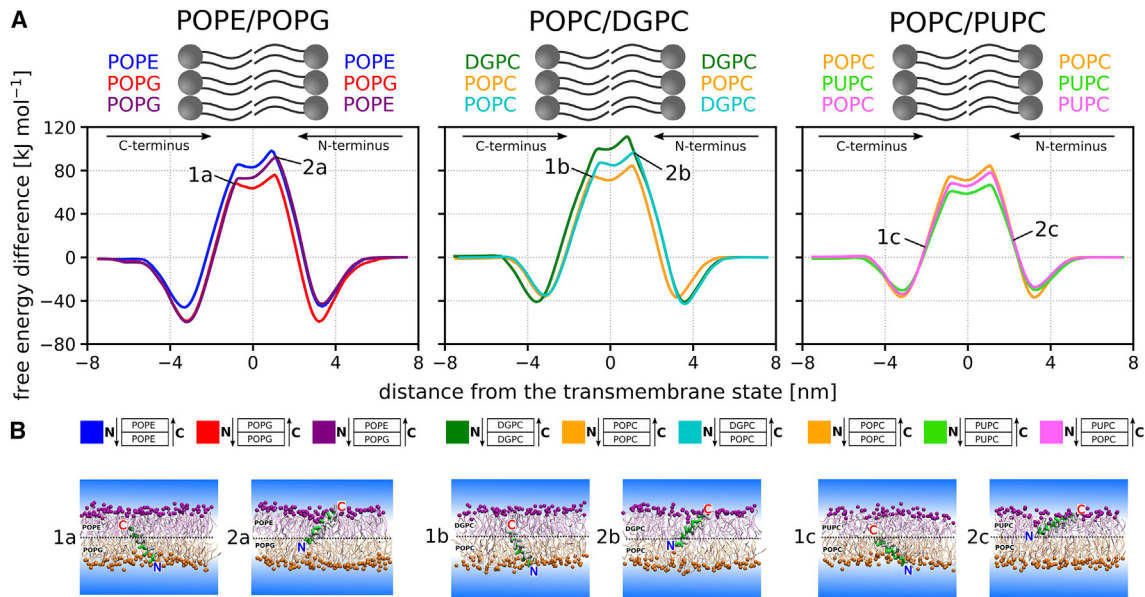 A
POPE/POPG
POPC/DGPC
POPC/PUPC
POPE
POPG
POPG
POPE
POPG
POPE
DGPC
POPC
POPC
DGPC
POPC
DGPC
POPC
PUPC
POPC
POPC
PUPC
PUPC
free energy difference [kJ mol⁻¹]
120
80
40
0
−40
−80
C-terminus
N-terminus
1a
2a
C-terminus
N-terminus
1b
2b
C-terminus
N-terminus
1c
2c
−8 −4 0 4 8
−8 −4 0 4 8
−8 −4 0 4 8
distance from the transmembrane state [nm]
B
N POPE POPE C
N POPG POPG C
N POPE POPG C
N DGPC DGPC C
N POPC POPC C
N DGPC POPC C
N POPC POPC C
N PUPC PUPC C
N PUPC POPC C
1a
POPE
POPG
C
N
2a
POPE
POPG
C
N
1b
DGPC
POPC
C
N
2b
DGPC
POPC
C
N
1c
PUPC
POPC
C
N
2c
PUPC
POPC
C
N